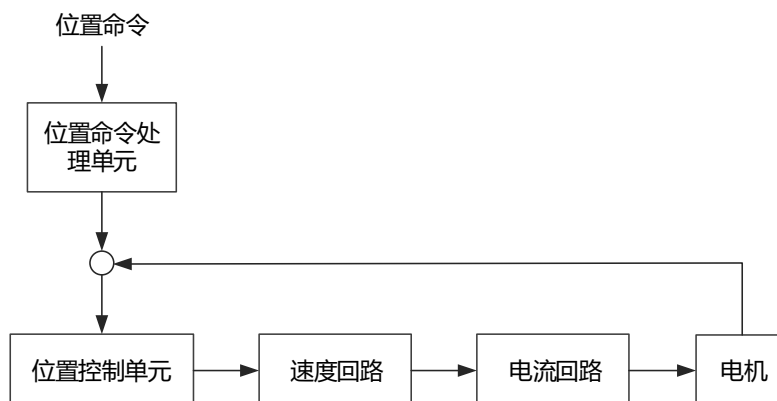 位置命令
位置命令处
理单元
位置控制单元
速度回路
电流回路
电机